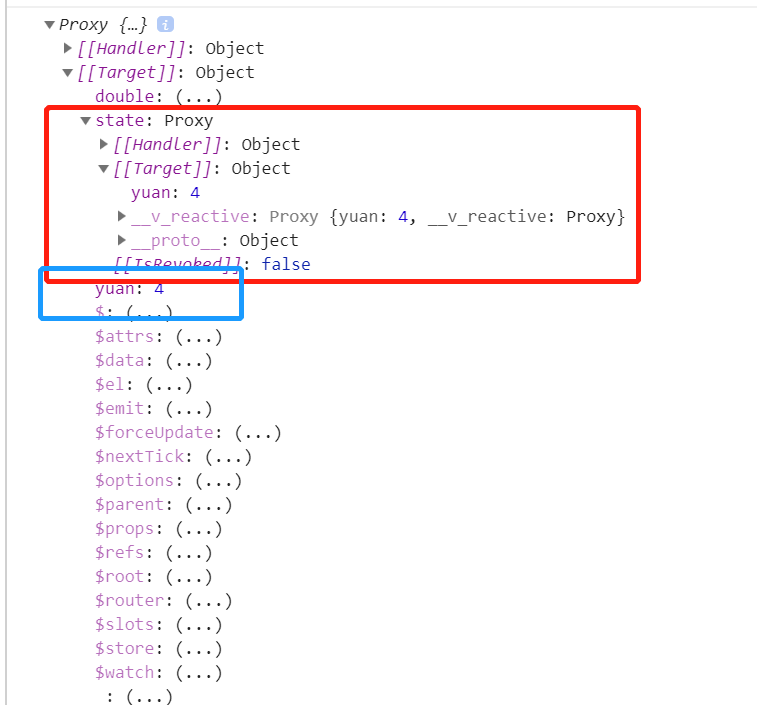 Proxy {…} i
[[Handler]]: Object
[[Target]]: Object
double: (...)
state: Proxy
[[Handler]]: Object
[[Target]]: Object
yuan: 4
__v_reactive: Proxy {yuan: 4, __v_reactive: Proxy}
__proto__: Object
[[IsRevoked]]: false
yuan: 4
$: (...)
$attrs: (...)
$data: (...)
$el: (...)
$emit: (...)
$forceUpdate: (...)
$nextTick: (...)
$options: (...)
$parent: (...)
$props: (...)
$refs: (...)
$root: (...)
$router: (...)
$slots: (...)
$store: (...)
$watch: (...)
: (...)